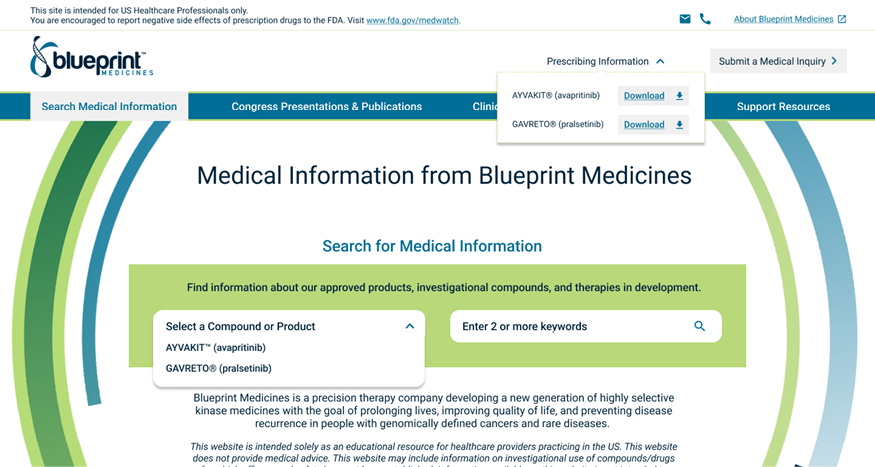 This site is intended for US Healthcare Professionals only.
You are encouraged to report negative side effects of prescription drugs to the FDA. Visit www.fda.gov/medwatch.
About Blueprint Medicines
blueprint™
MEDICINES
Prescribing Information
Submit a Medical Inquiry
AYVAKIT® (avapritinib) Download
GAVRETO® (pralsetinib) Download
Search Medical Information
Congress Presentations & Publications
Support Resources
Medical Information from Blueprint Medicines
Search for Medical Information
Find information about our approved products, investigational compounds, and therapies in development.
Select a Compound or Product
Enter 2 or more keywords
AYVAKIT™ (avapritinib)
GAVRETO® (pralsetinib)
Blueprint Medicines is a precision therapy company developing a new generation of highly selective
kinase medicines with the goal of prolonging lives, improving quality of life, and preventing disease
recurrence in people with genomically defined cancers and rare diseases.
This website is intended solely as an educational resource for healthcare providers practicing in the US. This website
does not provide medical advice. This website may include information on investigational use of compounds/drugs